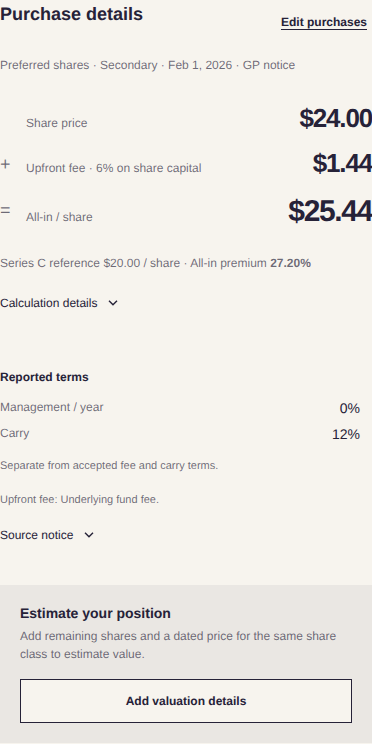 Purchase details
Edit purchases
Preferred shares · Secondary · Feb 1, 2026 · GP notice
Share price $24.00
+ Upfront fee · 6% on share capital $1.44
= All-in / share $25.44
Series C reference $20.00 / share · All-in premium 27.20%
Calculation details
Reported terms
Management / year 0%
Carry 12%
Separate from accepted fee and carry terms.
Upfront fee: Underlying fund fee.
Source notice
Estimate your position
Add remaining shares and a dated price for the same share
class to estimate value.
Add valuation details